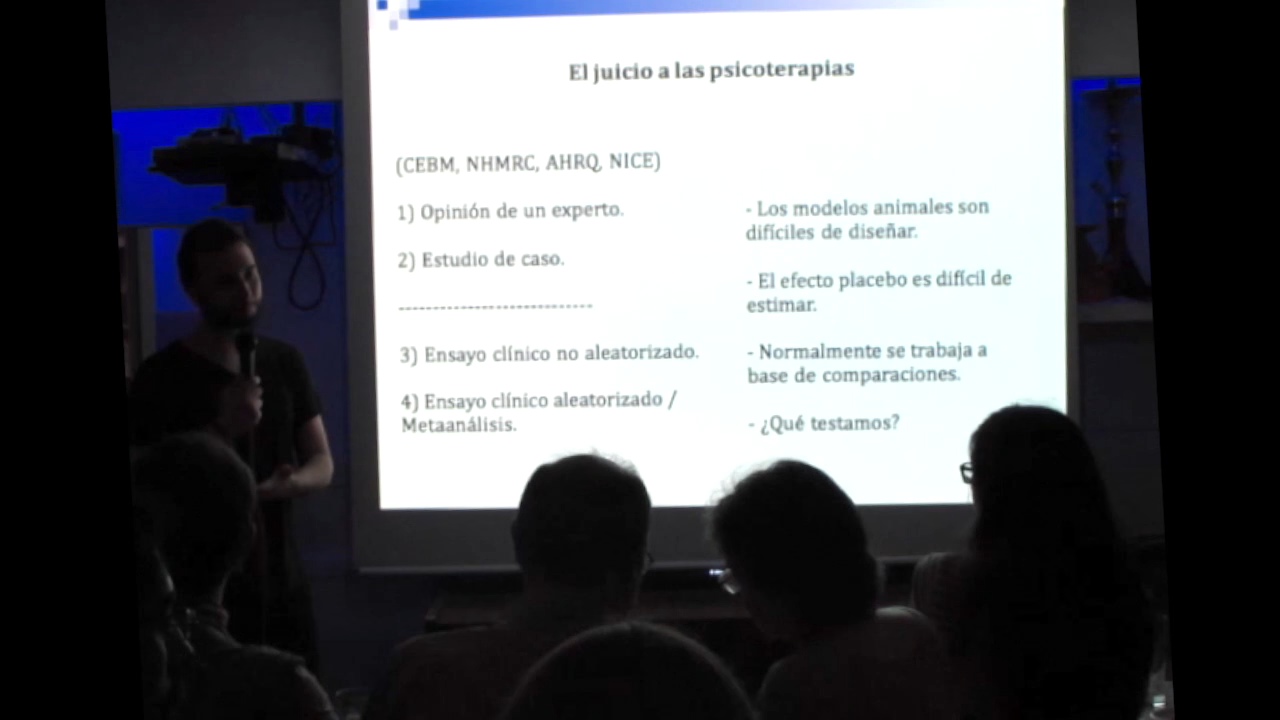 El juicio a las psicoterapias
(CEBM, NHMRC, AHRQ, NICE)
1) Opinión de un experto.
2) Estudio de caso.
---------------------------
3) Ensayo clínico no aleatorizado.
4) Ensayo clínico aleatorizado /
Metaanálisis.
- Los modelos animales son
difíciles de diseñar.
- El efecto placebo es difícil de
estimar.
- Normalmente se trabaja a
base de comparaciones.
- ¿Qué testamos?